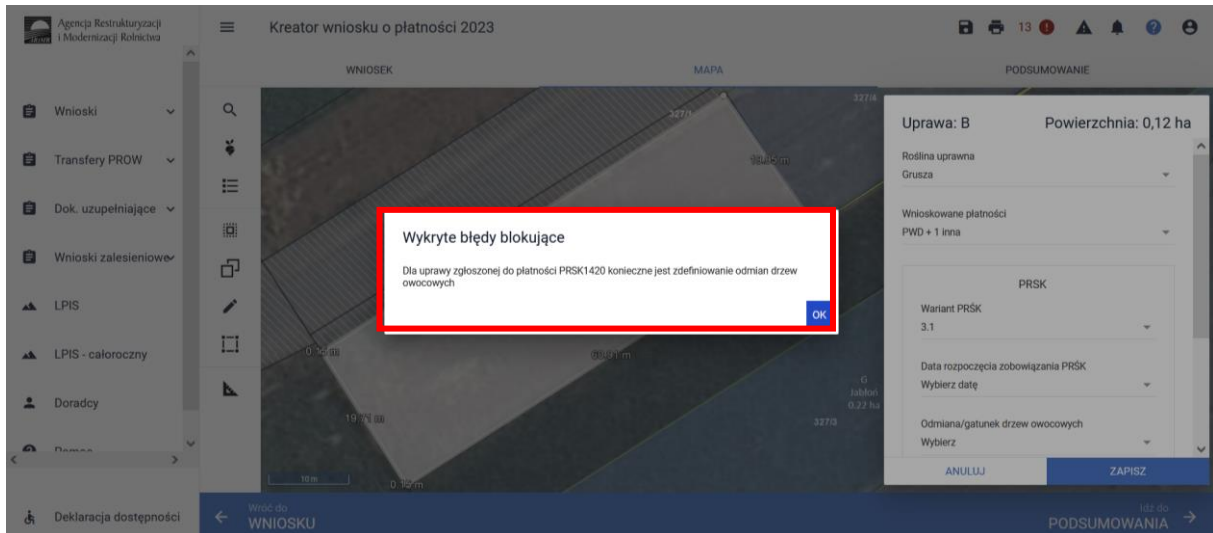 Agencja Restrukturyzacji
i Modernizacji Rolnictwa
Kreator wniosku o płatności 2023
13
WNIOSEK
MAPA
PODSUMOWANIE
Wnioski
Transfery PROW
Dok. uzupełniające
Wnioski zalesieniowe
LPIS
LPIS - całoroczny
Doradcy
Pomoc
Deklaracja dostępności
327/4
327/1
Wykryte błędy blokujące
Dla uprawy zgłoszonej do płatności PRSK1420 konieczne jest zdefiniowanie odmian drzew
owocowych
OK
G
Jabłoń
0.22 ha
327/3
10 m
Uprawa: B
Powierzchnia: 0,12 ha
Roślina uprawna
Grusza
Wnioskowane płatności
PWD + 1 inna
PRSK
Wariant PRŚK
3.1
Data rozpoczęcia zobowiązania PRŚK
Wybierz datę
Odmiana/gatunek drzew owocowych
Wybierz
ANULUJ
ZAPISZ
Wróć do
WNIOSKU
Idź do
PODSUMOWANIA